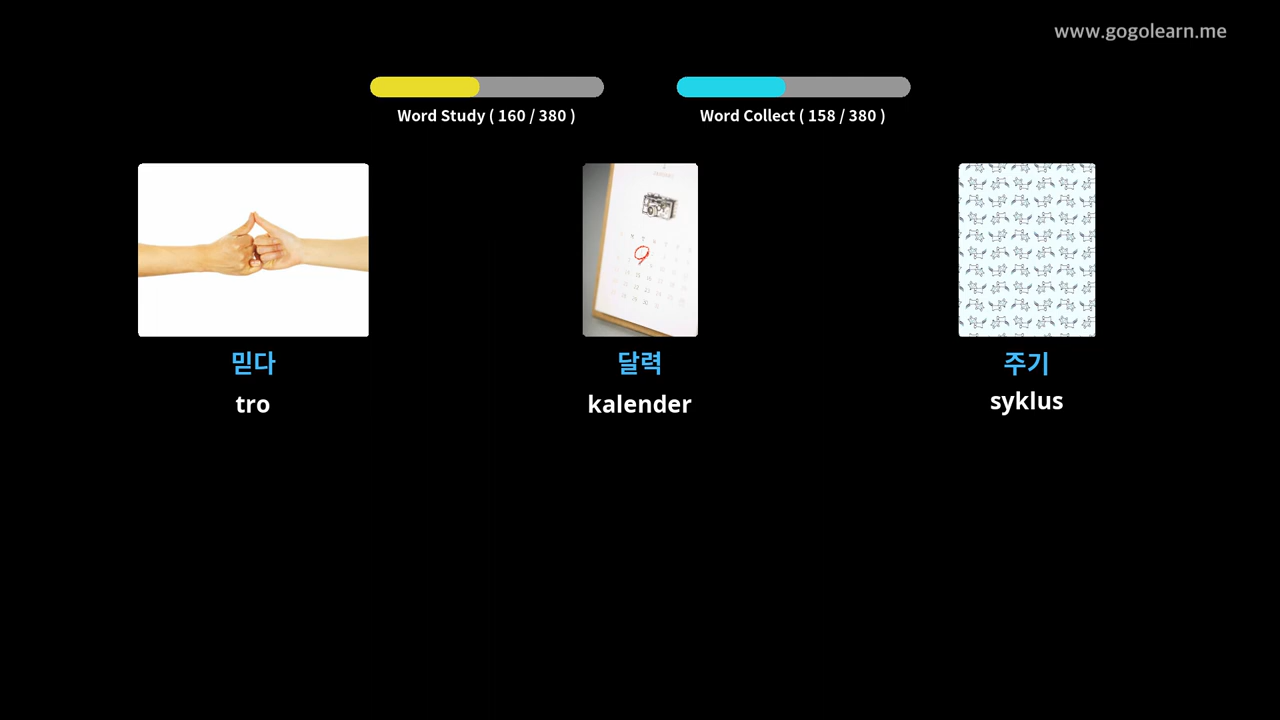 www.gogolearn.me
Word Study ( 160 / 380 )
Word Collect ( 158 / 380 )
믿다
달력
주기
tro
kalender
syklus